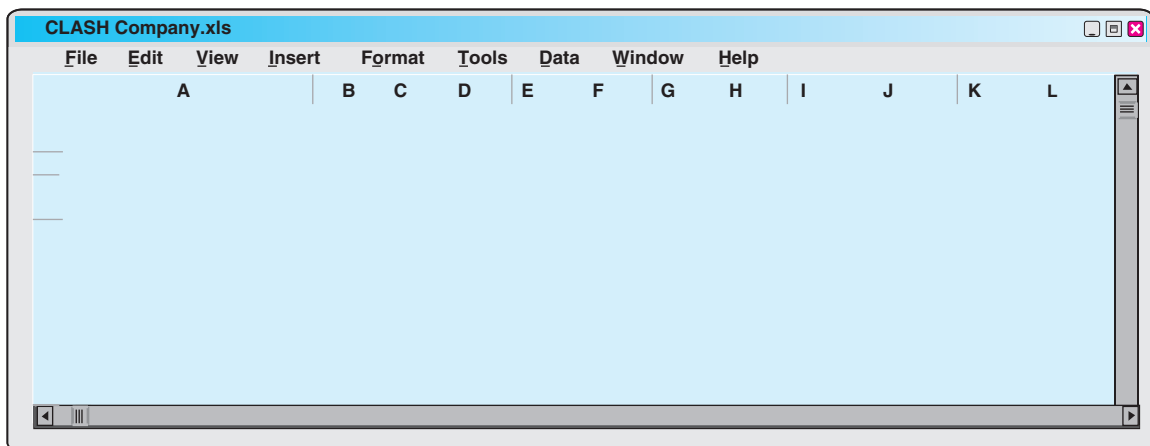 CLASH Company.xls
File Edit View Insert Format Tools Data Window Help
A B C D E F G H I J K L